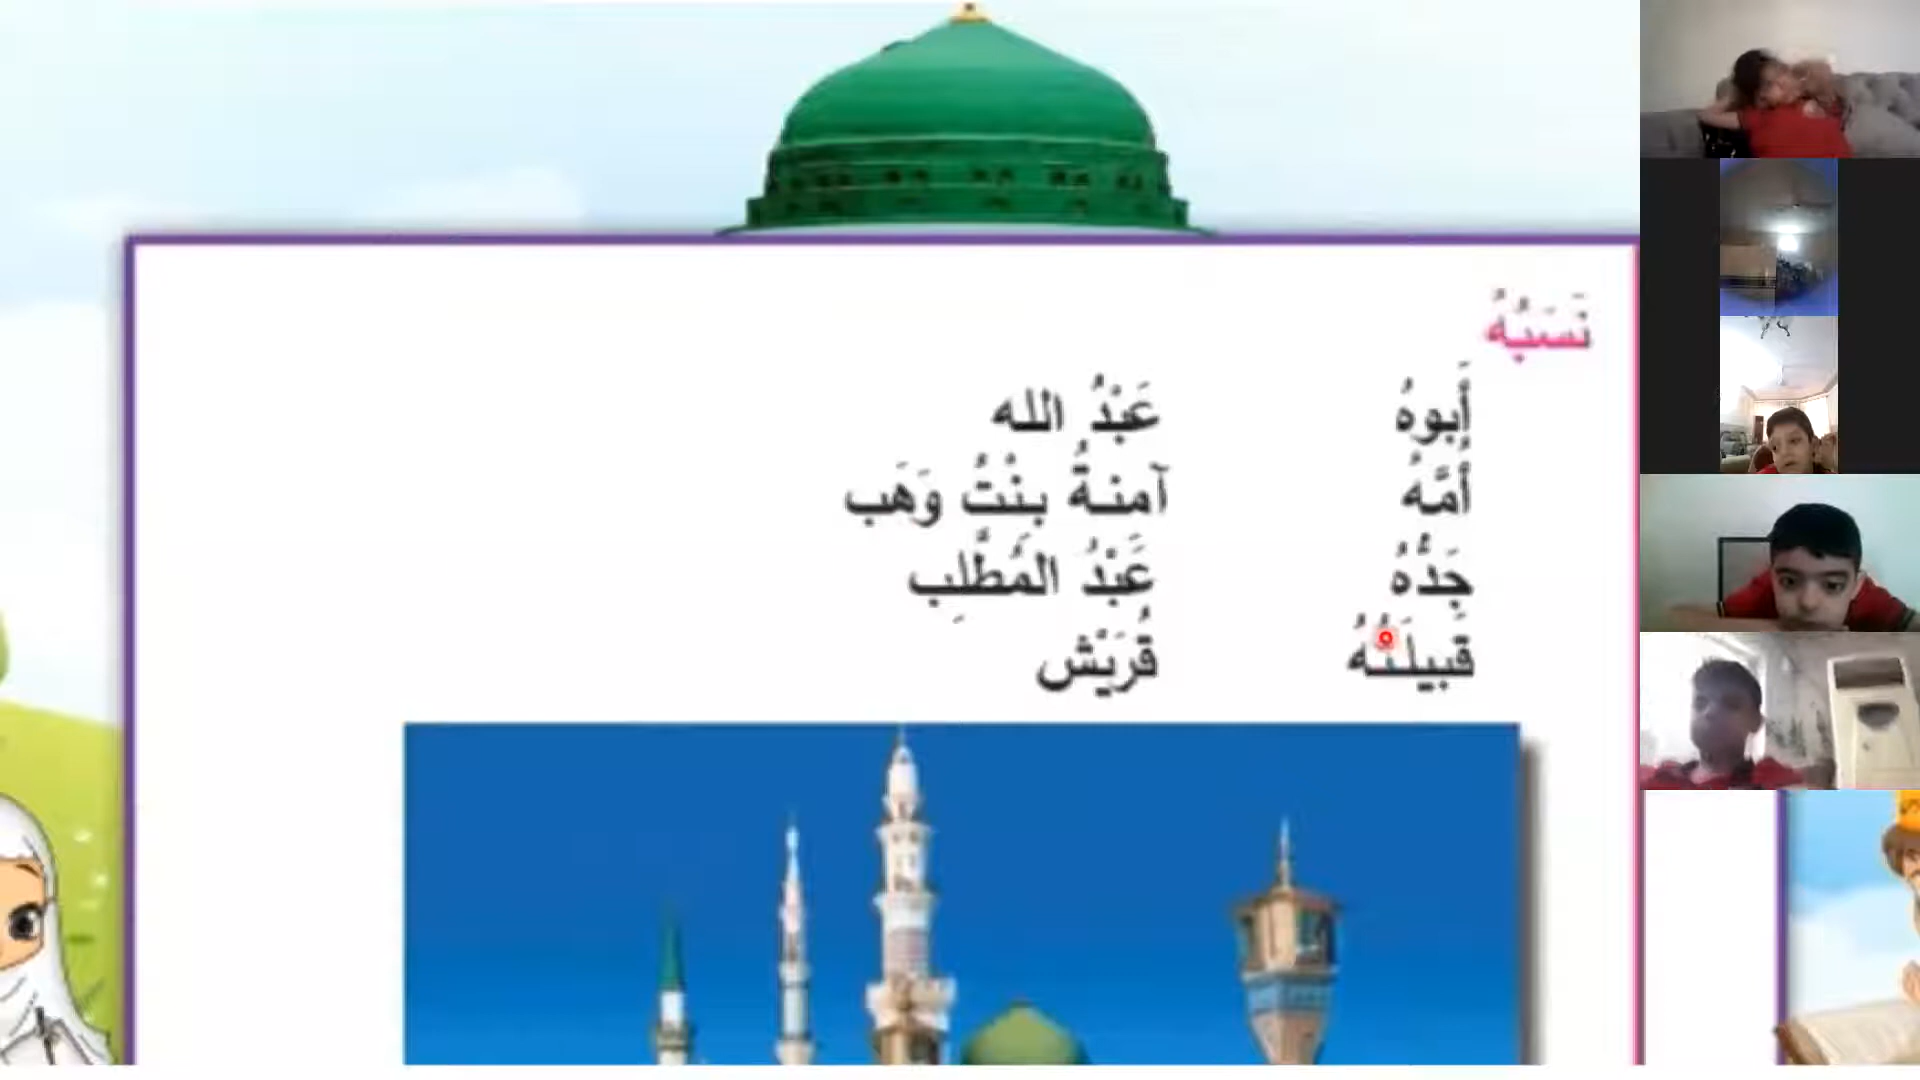 نَسَبُهُ
أَبوهُ عَبْدُ الله
أُمَّهُ آمنةُ بِنْتُ وَهَب
جَدُّهُ عَبْدُ المُطَّلِب
قَبيلَتُهُ قُرَيْش